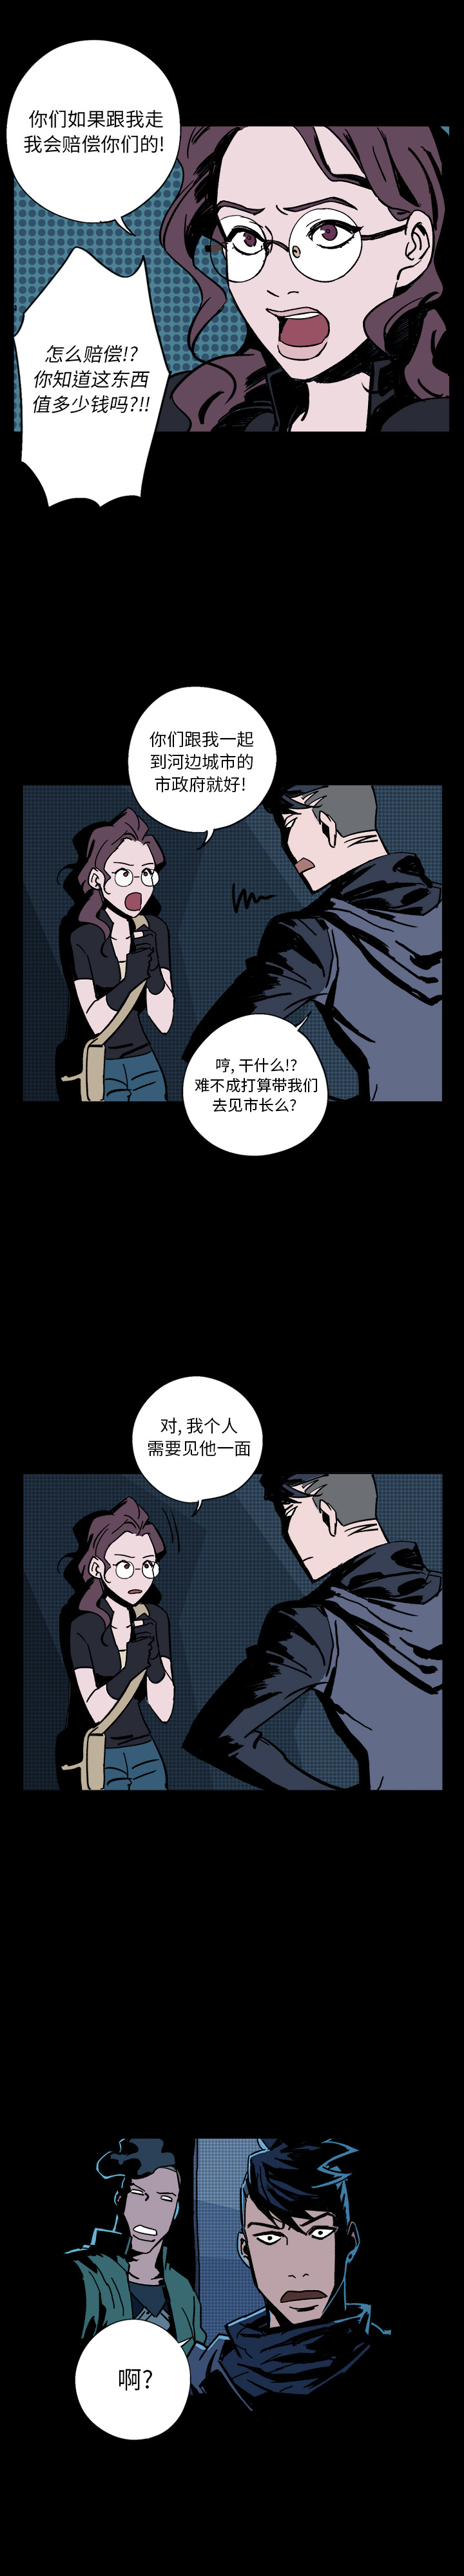 你们如果跟我走
我会赔偿你们的!
怎么赔偿!?
你知道这东西
值多少钱吗?!!
你们跟我一起
到河边城市的
市政府就好!
哼, 干什么!?
难不成打算带我们
去见市长么?
对, 我个人
需要见他一面
啊?